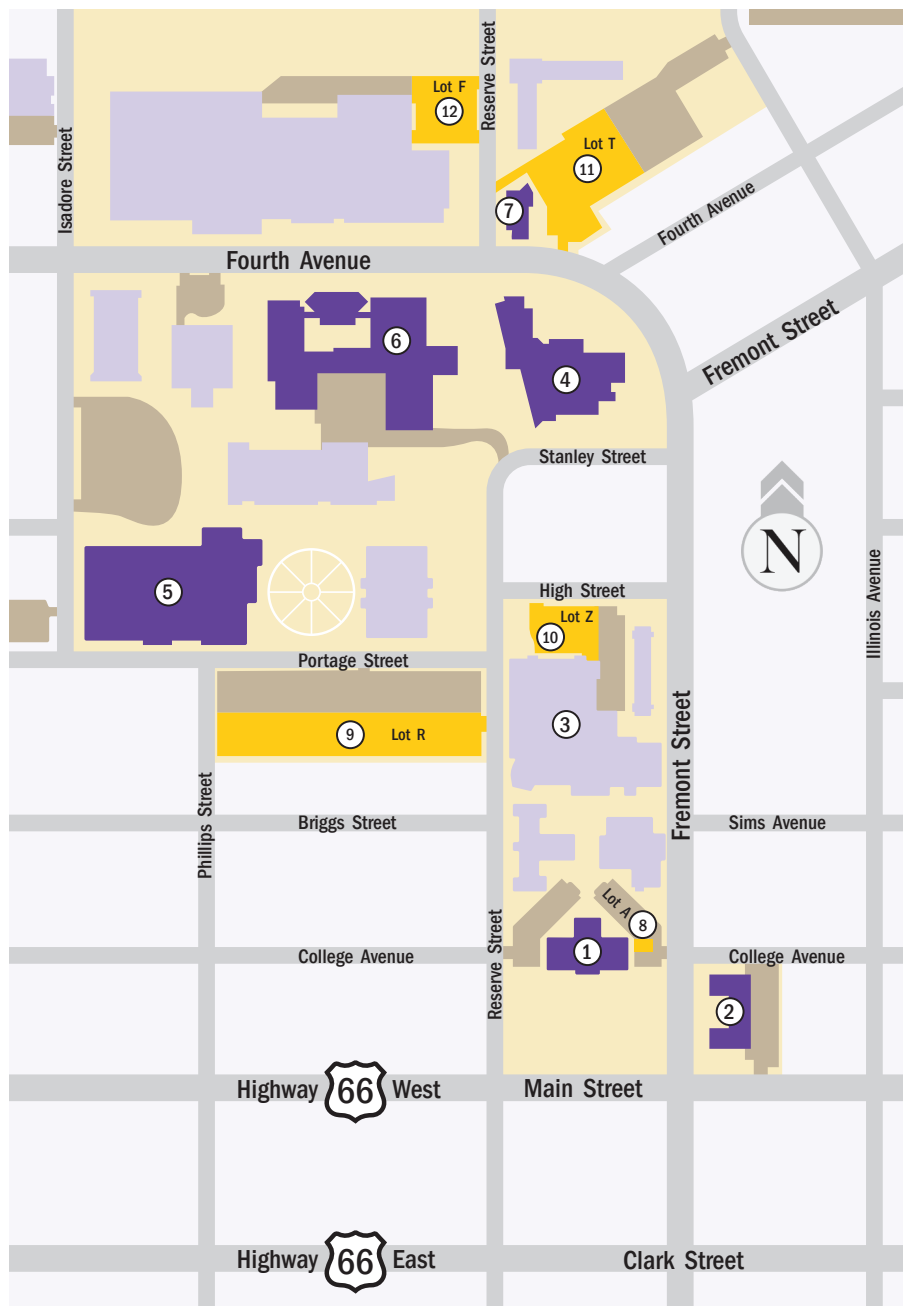 Lot F
12
Reserve Street
Lot T
11
Isadore Street
7
Fourth Avenue
Fourth Avenue
6
Fremont Street
4
Stanley Street
N
5
High Street
Lot Z
10
Illinois Avenue
Portage Street
3
9 Lot R
Fremont Street
Phillips Street
Briggs Street
Sims Avenue
Lot A
8
Reserve Street
College Avenue
1
College Avenue
2
Highway 66 West
Main Street
Highway 66 East
Clark Street